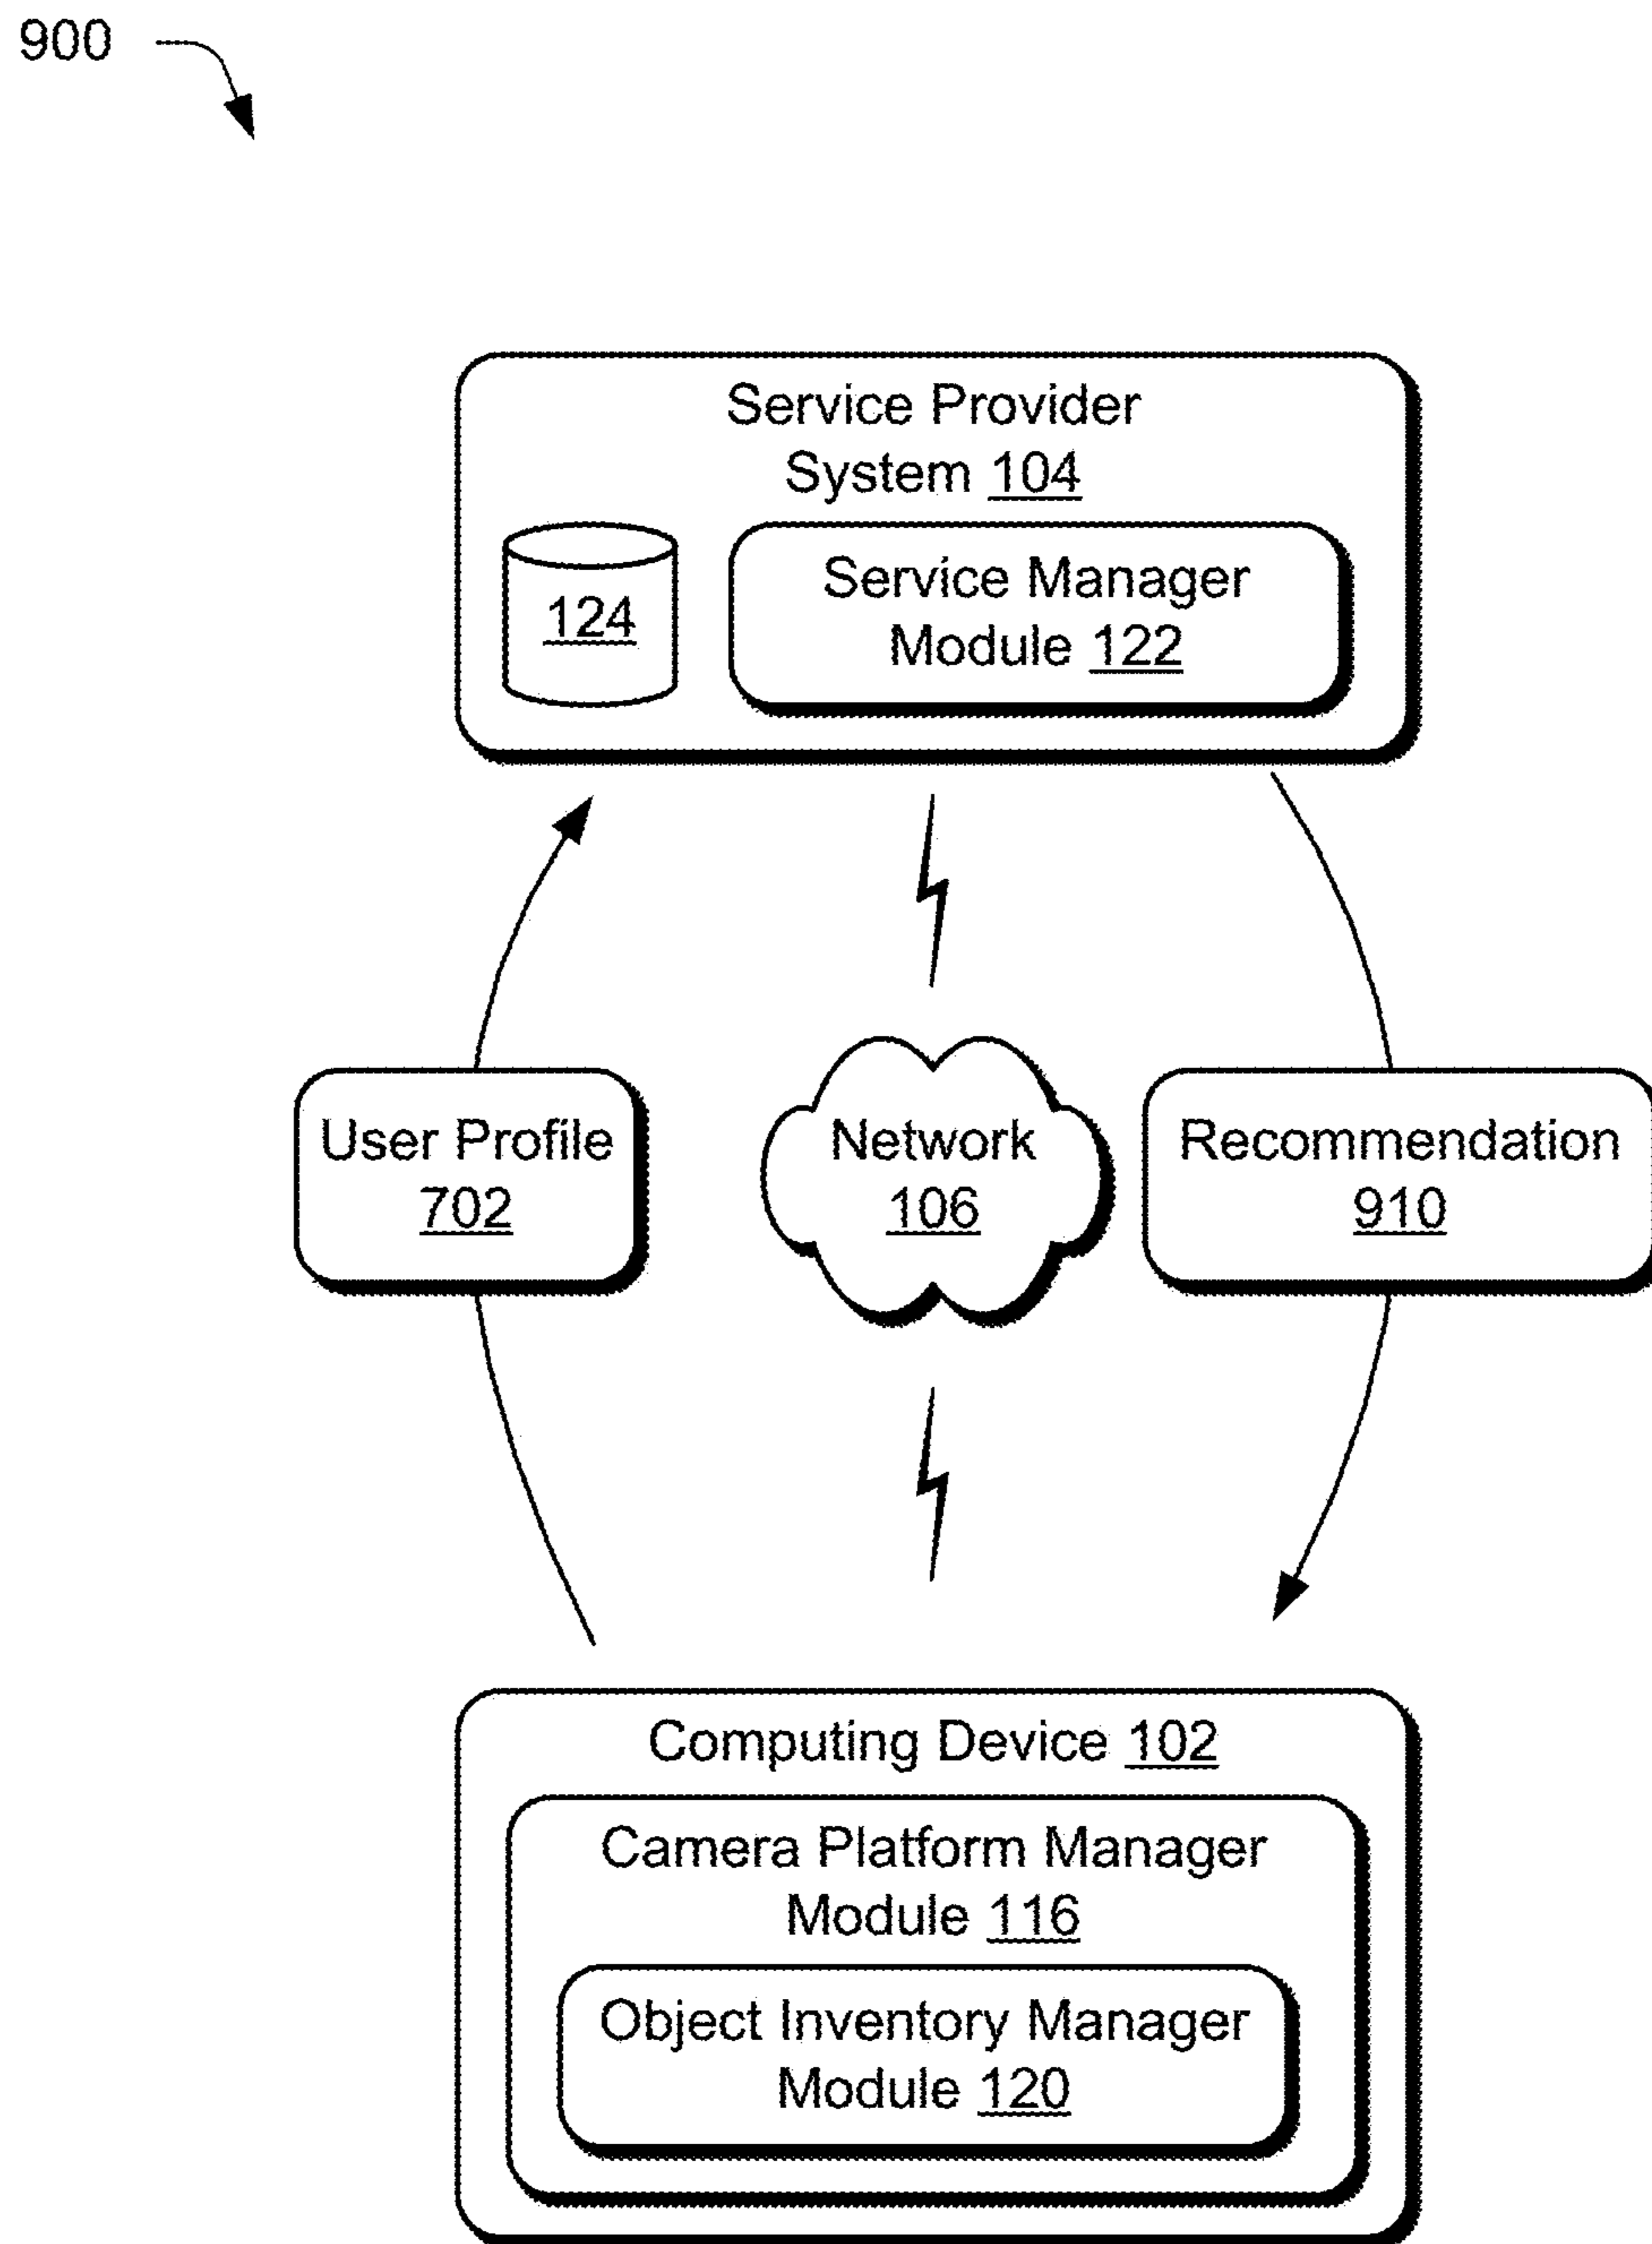 900
Service Provider
System 104
124
Service Manager
Module 122
User Profile
702
Network
106
Recommendation
910
Computing Device 102
Camera Platform Manager
Module 116
Object Inventory Manager
Module 120